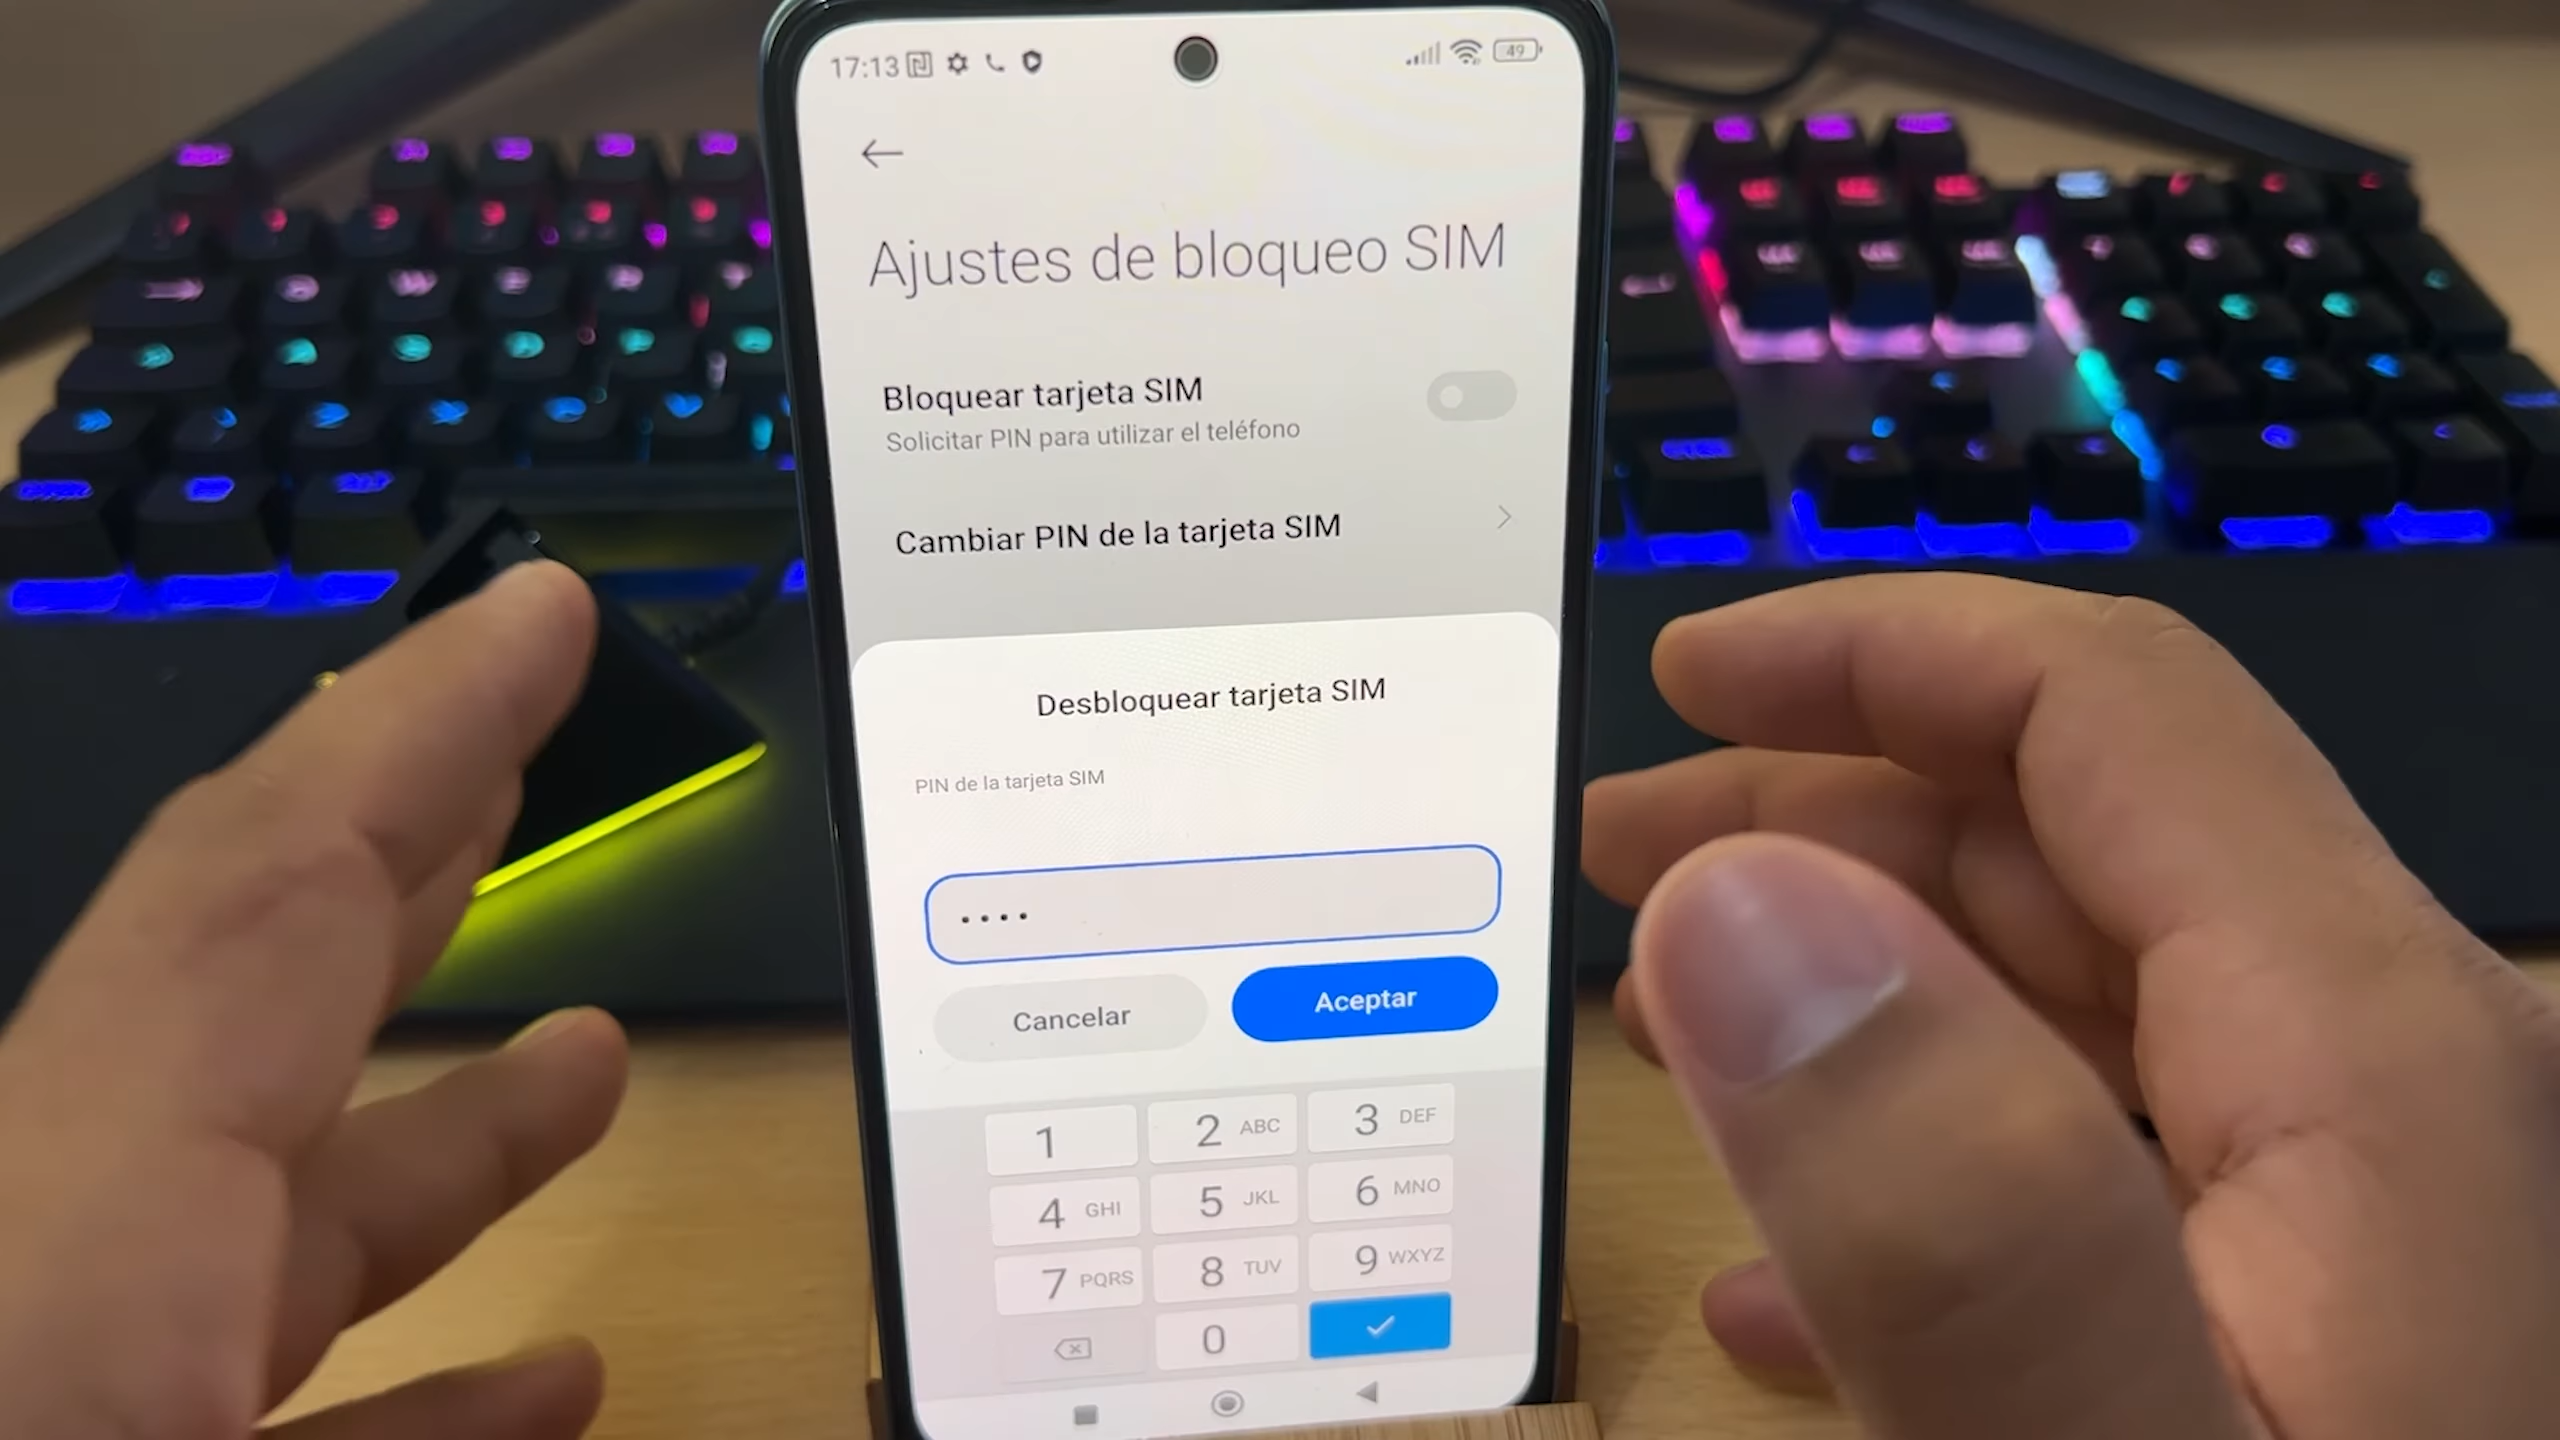 17:13
49
Ajustes de bloqueo SIM
Bloquear tarjeta SIM
Solicitar PIN para utilizar el teléfono
Cambiar PIN de la tarjeta SIM
Desbloquear tarjeta SIM
PIN de la tarjeta SIM
••••
Cancelar
Aceptar
1
2 ABC
3 DEF
4 GHI
5 JKL
6 MNO
7 PQRS
8 TUV
9 WXYZ
0